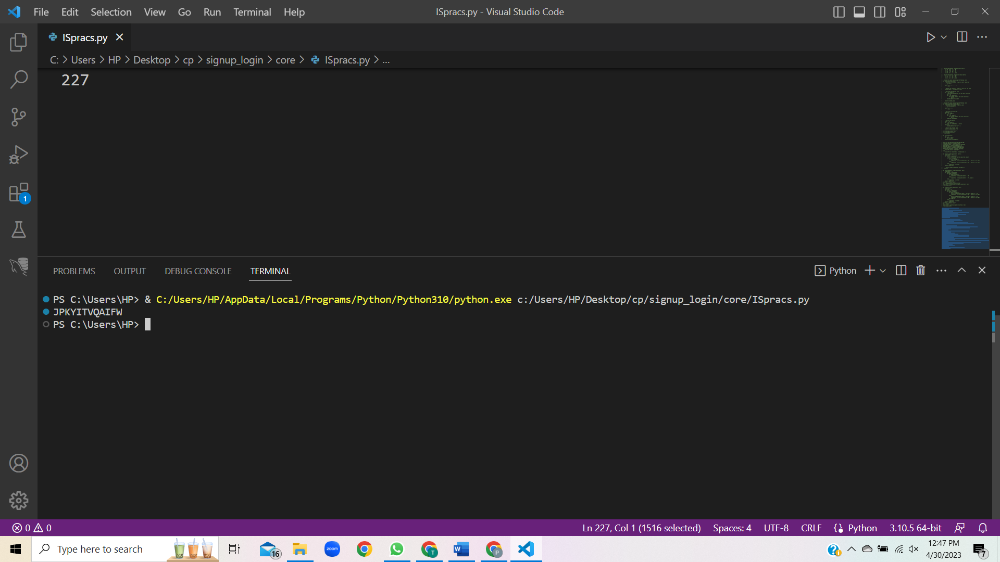 File Edit Selection View Go Run Terminal Help ISpracs.py - Visual Studio Code
ISpracs.py
C: > Users > HP > Desktop > cp > signup_login > core > ISpracs.py > ...
227
1
PROBLEMS OUTPUT DEBUG CONSOLE TERMINAL Python
PS C:\Users\HP> & C:/Users/HP/AppData/Local/Programs/Python/Python310/python.exe c:/Users/HP/Desktop/cp/signup_login/core/ISpracs.py
JPKYITVQAIFW
PS C:\Users\HP>
0 0 Ln 227, Col 1 (1516 selected) Spaces: 4 UTF-8 CRLF Python 3.10.5 64-bit
Type here to search 16 zoom T W P 12:47 PM
4/30/2023 7